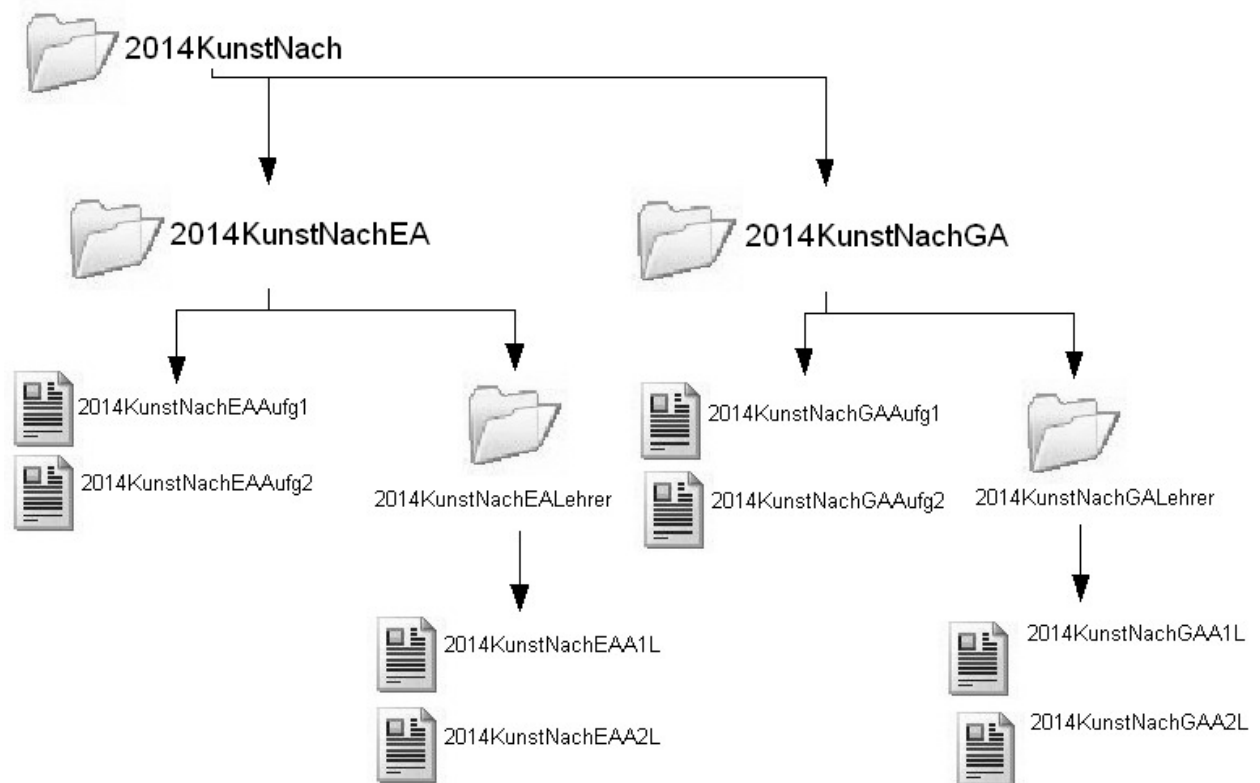 2014KunstNach
2014KunstNachEA
2014KunstNachGA
2014KunstNachEAAufg1
2014KunstNachEAAufg2
2014KunstNachEALehrer
2014KunstNachGAAufg1
2014KunstNachGAAufg2
2014KunstNachGALehrer
2014KunstNachEAA1L
2014KunstNachEAA2L
2014KunstNachGAA1L
2014KunstNachGAA2L